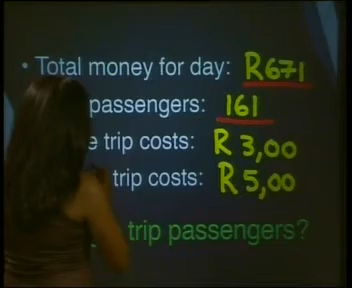 • Total money for day: R671
passengers: 161
trip costs: R 3,00
trip costs: R 5,00
trip passengers?